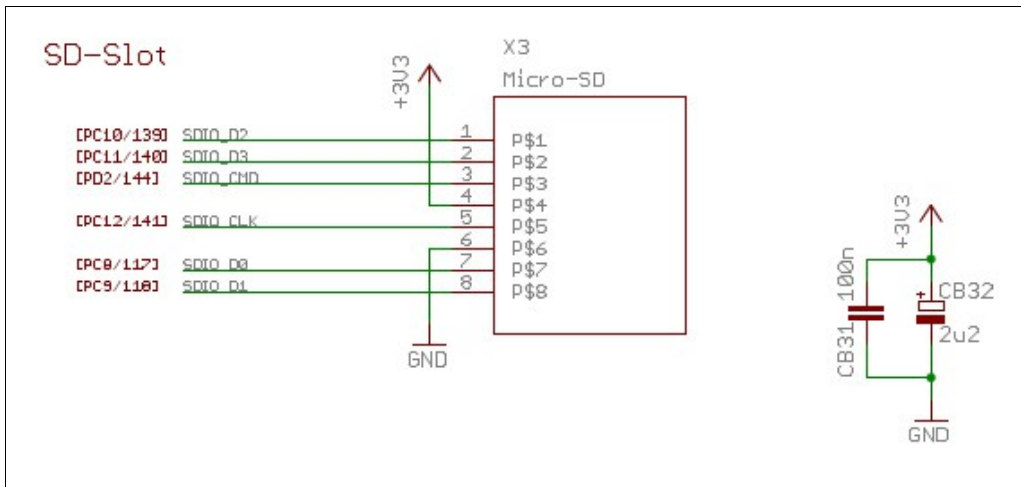 SD-Slot
X3
Micro-SD
+3V3
[PC10/139] SDIO_D2 1 P$1
[PC11/140] SDIO_D3 2 P$2
[PD2/144] SDIO_CMD 3 P$3
4 P$4
[PC12/141] SDIO_CLK 5 P$5
6 P$6
[PC8/117] SDIO_D0 7 P$7
[PC9/118] SDIO_D1 8 P$8
GND
+3V3
CB31 100n
+
CB32
2u2
GND